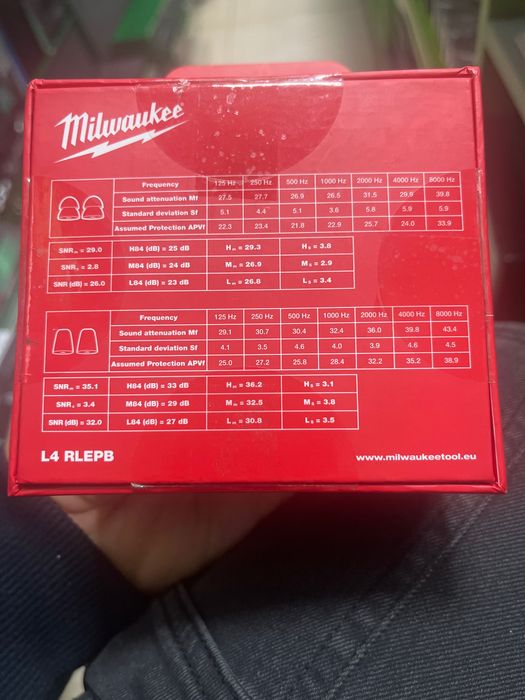 Milwaukee
Frequency 125 Hz 250 Hz 500 Hz 1000 Hz 2000 Hz 4000 Hz 8000 Hz
Sound attenuation Mf 27.5 27.7 26.9 26.5 31.5 29.9 39.8
Standard deviation Sf 5.1 4.4 5.1 3.6 5.8 5.9 5.9
Assumed Protection APVf 22.3 23.4 21.8 22.9 25.7 24.0 33.9
SNRm = 29.0 H84 (dB) = 25 dB Hm = 29.3 Hs = 3.8
SNRs = 2.8 M84 (dB) = 24 dB Mm = 26.9 Ms = 2.9
SNR (dB) = 26.0 L84 (dB) = 23 dB Lm = 26.8 Ls = 3.4
Frequency 125 Hz 250 Hz 500 Hz 1000 Hz 2000 Hz 4000 Hz 8000 Hz
Sound attenuation Mf 29.1 30.7 30.4 32.4 36.0 39.8 43.4
Standard deviation Sf 4.1 3.5 4.6 4.0 3.9 4.6 4.5
Assumed Protection APVf 25.0 27.2 25.8 28.4 32.2 35.2 38.9
SNRm = 35.1 H84 (dB) = 33 dB Hm = 36.2 Hs = 3.1
SNRs = 3.4 M84 (dB) = 29 dB Mm = 32.5 Ms = 3.8
SNR (dB) = 32.0 L84 (dB) = 27 dB Lm = 30.8 Ls = 3.5
L4 RLEPB www.milwaukeetool.eu